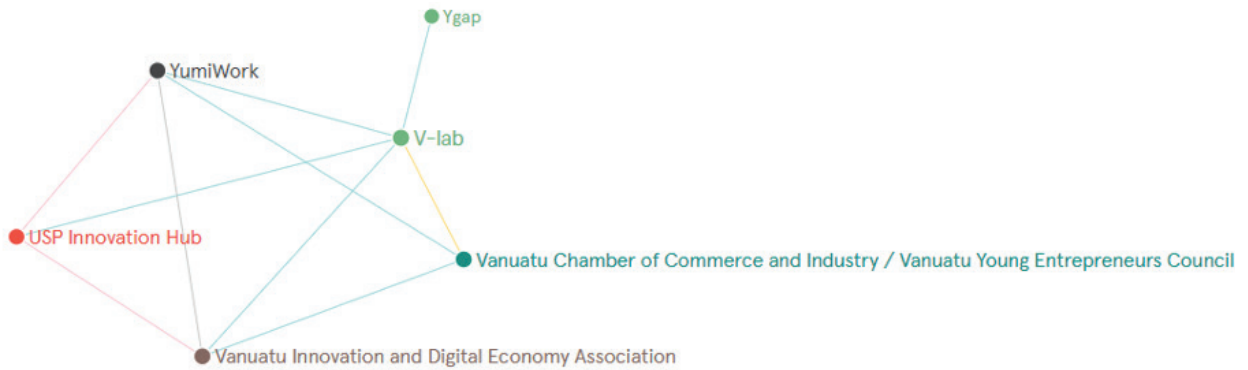 Ygap
YumiWork
V-lab
USP Innovation Hub
Vanuatu Chamber of Commerce and Industry / Vanuatu Young Entrepreneurs Council
Vanuatu Innovation and Digital Economy Association